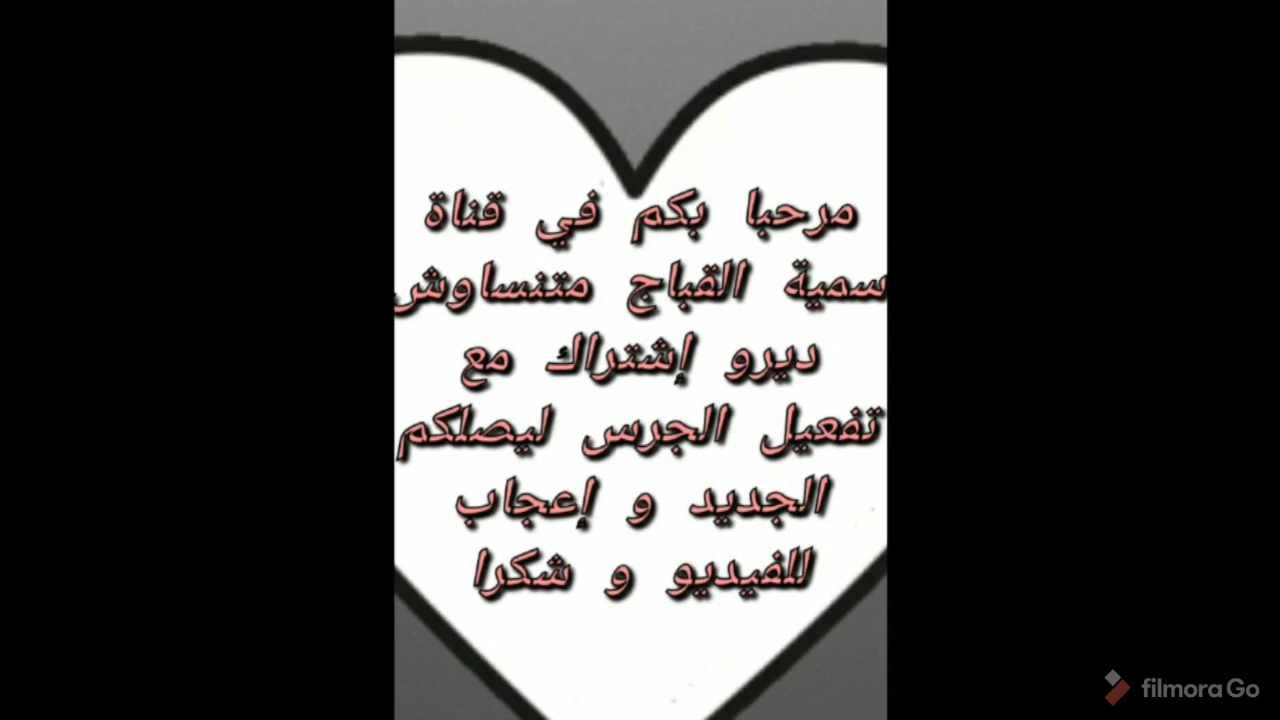 مرحبا بكم في قناة
سمية القباج متنساوش
ديرو إشتراك مع
تفعيل الجرس ليصلكم
الجديد و إعجاب
للفيديو و شكرا
filmora Go